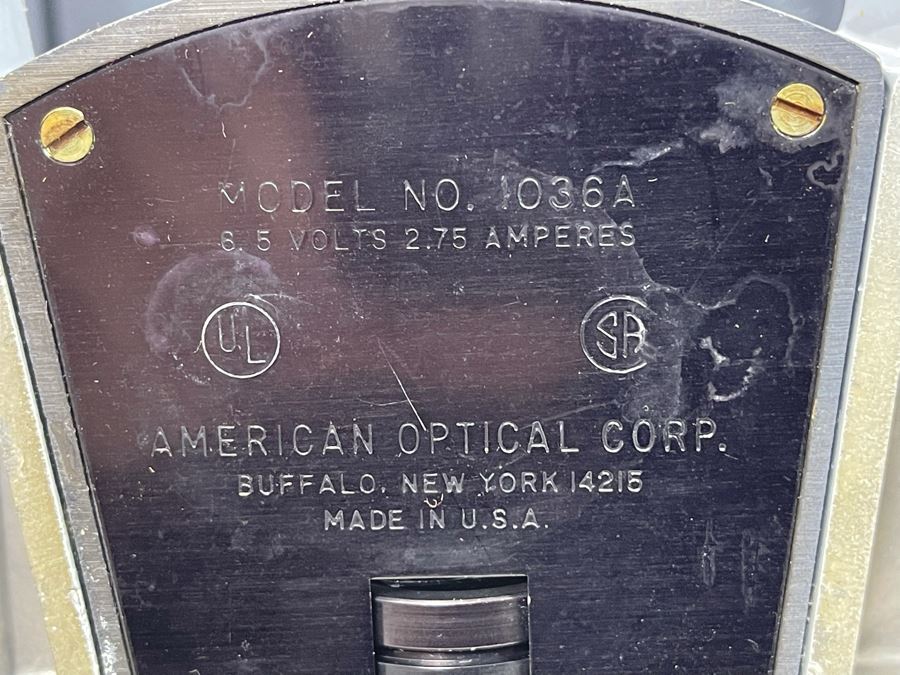 MODEL NO. 1036A
6.5 VOLTS 2.75 AMPERES
UL SA
AMERICAN OPTICAL CORP.
BUFFALO, NEW YORK 14215
MADE IN U.S.A.